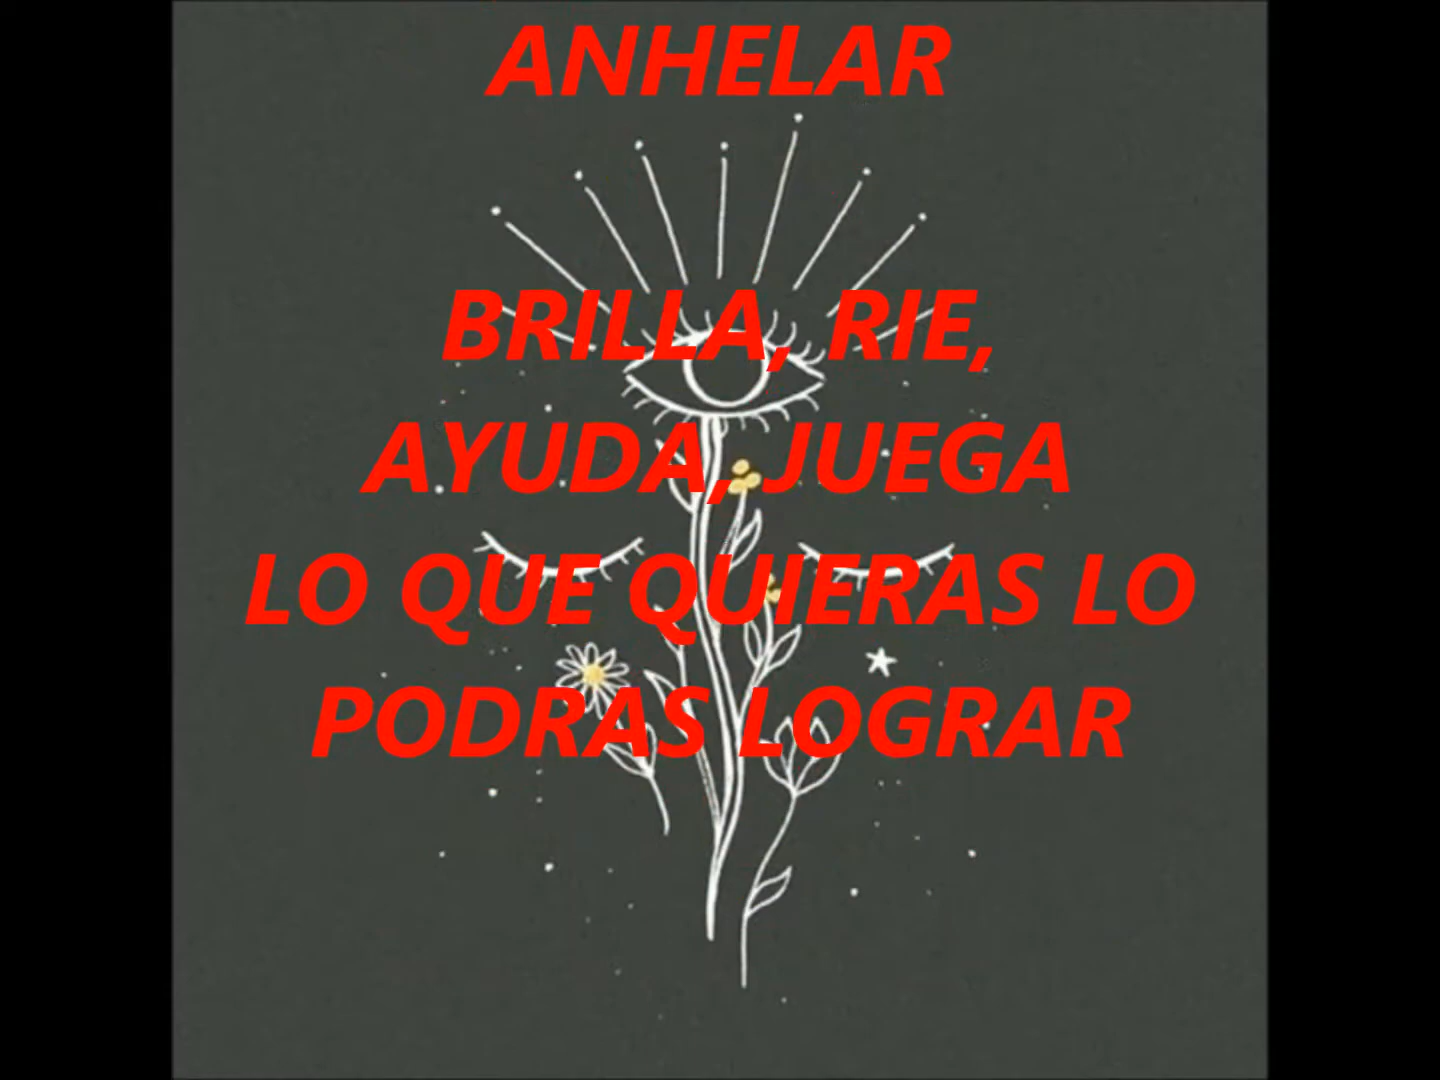 ANHELAR
BRILLA, RIE,
AYUDA, JUEGA
LO QUE QUIERAS LO
PODRAS LOGRAR